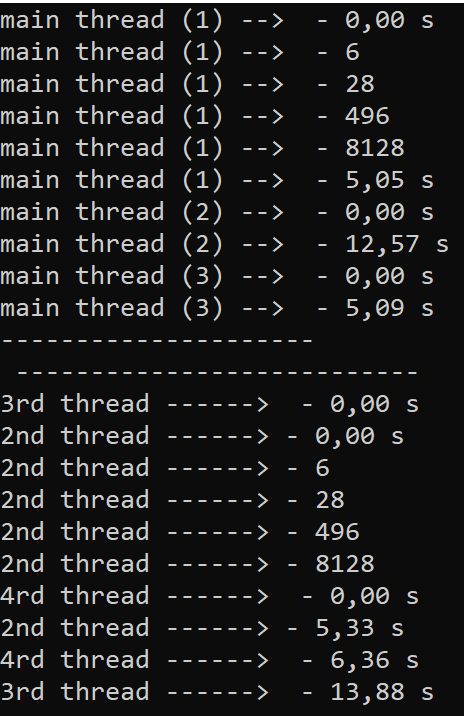 main thread (1) -->  - 0,00 s
main thread (1) -->  - 6
main thread (1) -->  - 28
main thread (1) -->  - 496
main thread (1) -->  - 8128
main thread (1) -->  - 5,05 s
main thread (2) -->  - 0,00 s
main thread (2) -->  - 12,57 s
main thread (3) -->  - 0,00 s
main thread (3) -->  - 5,09 s
---------------------
 ---------------------------
3rd thread ------>  - 0,00 s
2nd thread ------> - 0,00 s
2nd thread ------> - 6
2nd thread ------> - 28
2nd thread ------> - 496
2nd thread ------> - 8128
4rd thread ------>  - 0,00 s
2nd thread ------> - 5,33 s
4rd thread ------>  - 6,36 s
3rd thread ------>  - 13,88 s